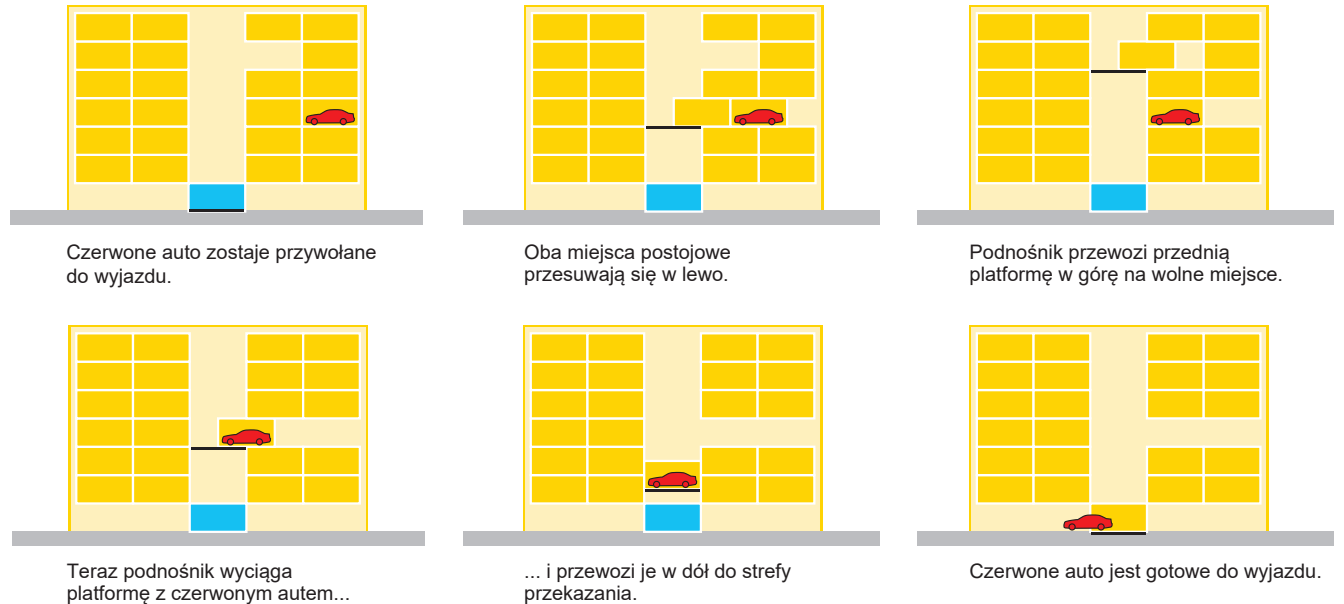 Czerwone auto zostaje przywołane
do wyjazdu.
Oba miejsca postojowe
przesuwają się w lewo.
Podnośnik przewozi przednią
platformę w górę na wolne miejsce.
Teraz podnośnik wyciąga
platformę z czerwonym autem...
... i przewozi je w dół do strefy
przekazania.
Czerwone auto jest gotowe do wyjazdu.